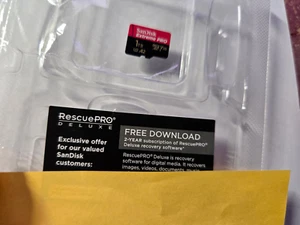 SanDisk
Extreme PRO
1TB
RescuePRO®
DELUXE
Exclusive offer
for our valued
SanDisk
customers:
FREE DOWNLOAD
2-YEAR subscription of RescuePRO®
Deluxe recovery software*
RescuePRO® Deluxe is recovery
software for digital media. It recovers
images, videos, documents,